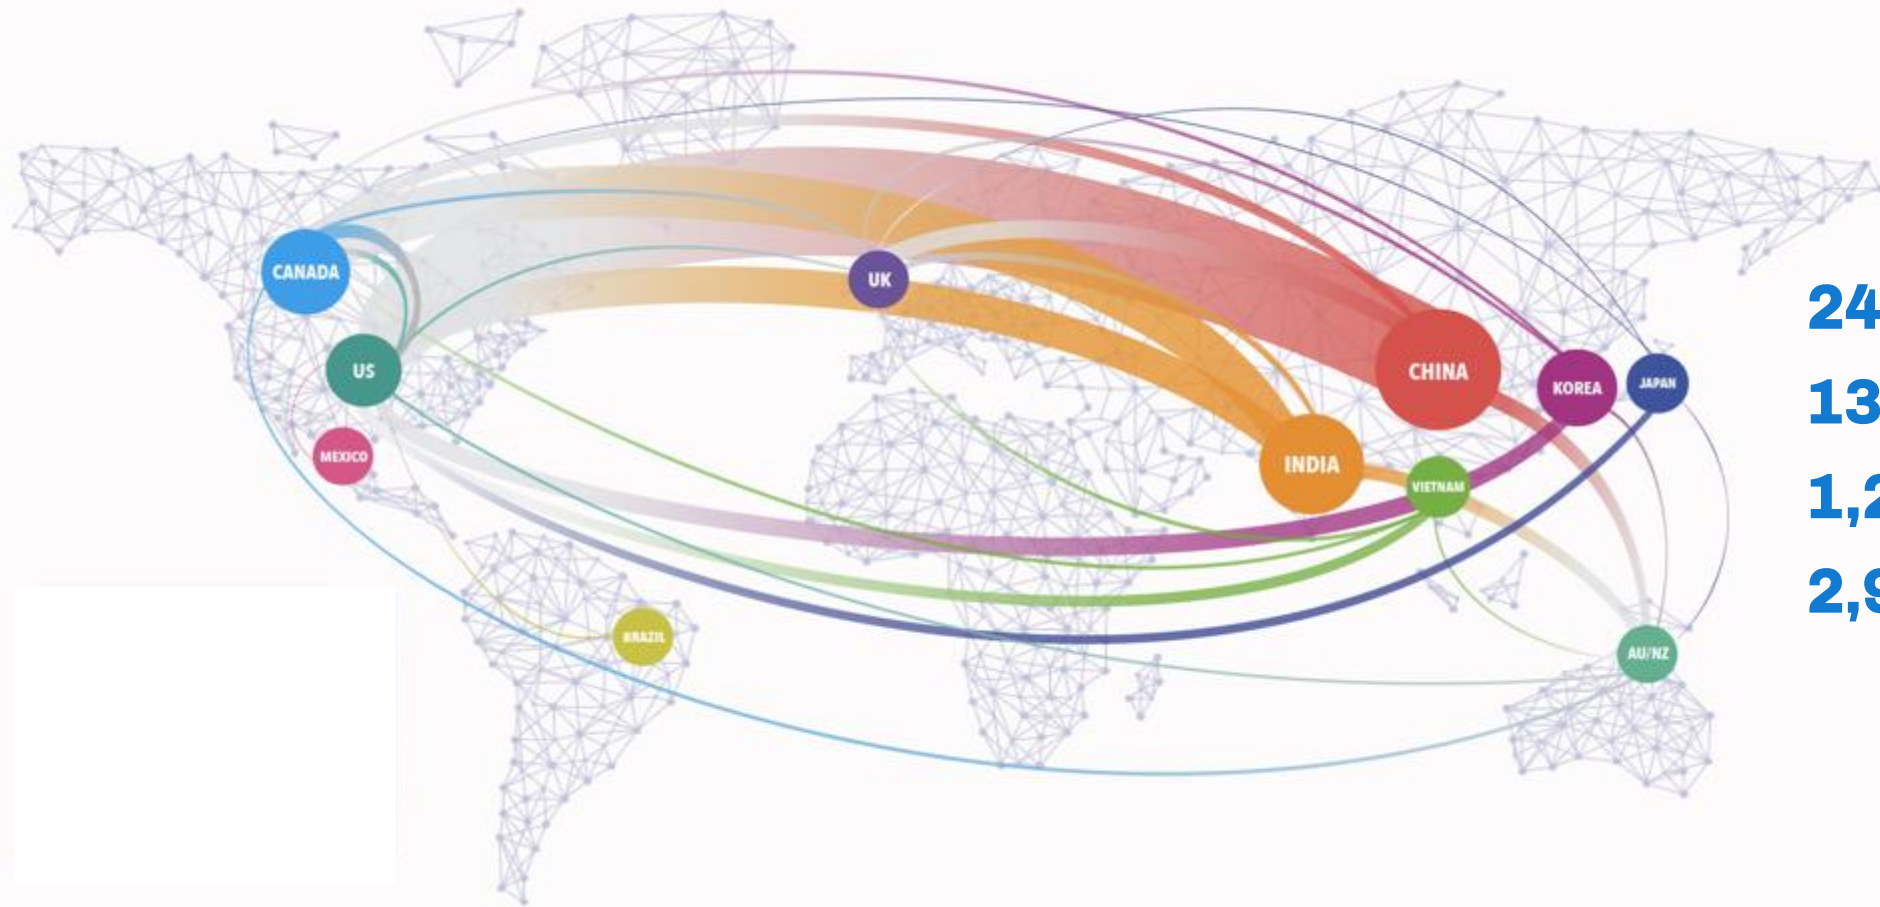 CANADA
UK
US
CHINA
KOREA
JAPAN
MEXICO
INDIA
VIETNAM
BRAZIL
AU/NZ
24
13
1,2
2,9